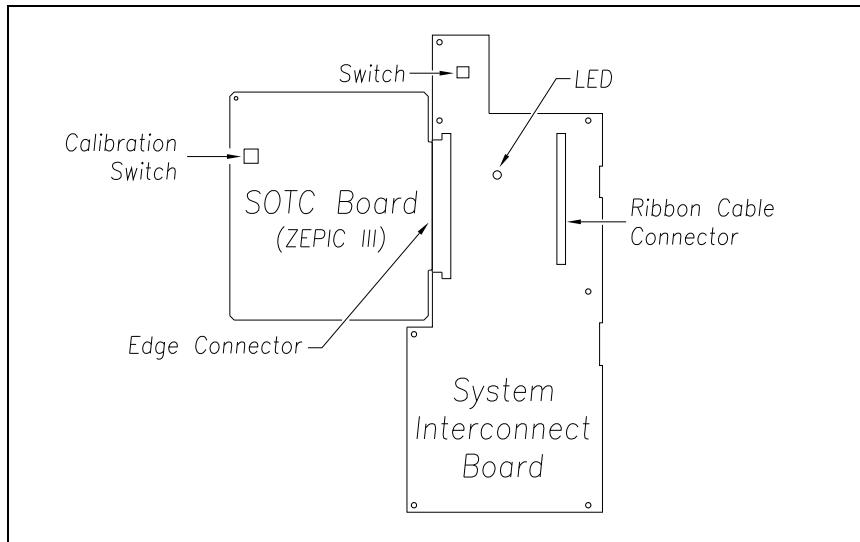 Switch
LED
Calibration
Switch
SOTC Board
(ZEPIC III)
Ribbon Cable
Connector
Edge Connector
System
Interconnect
Board